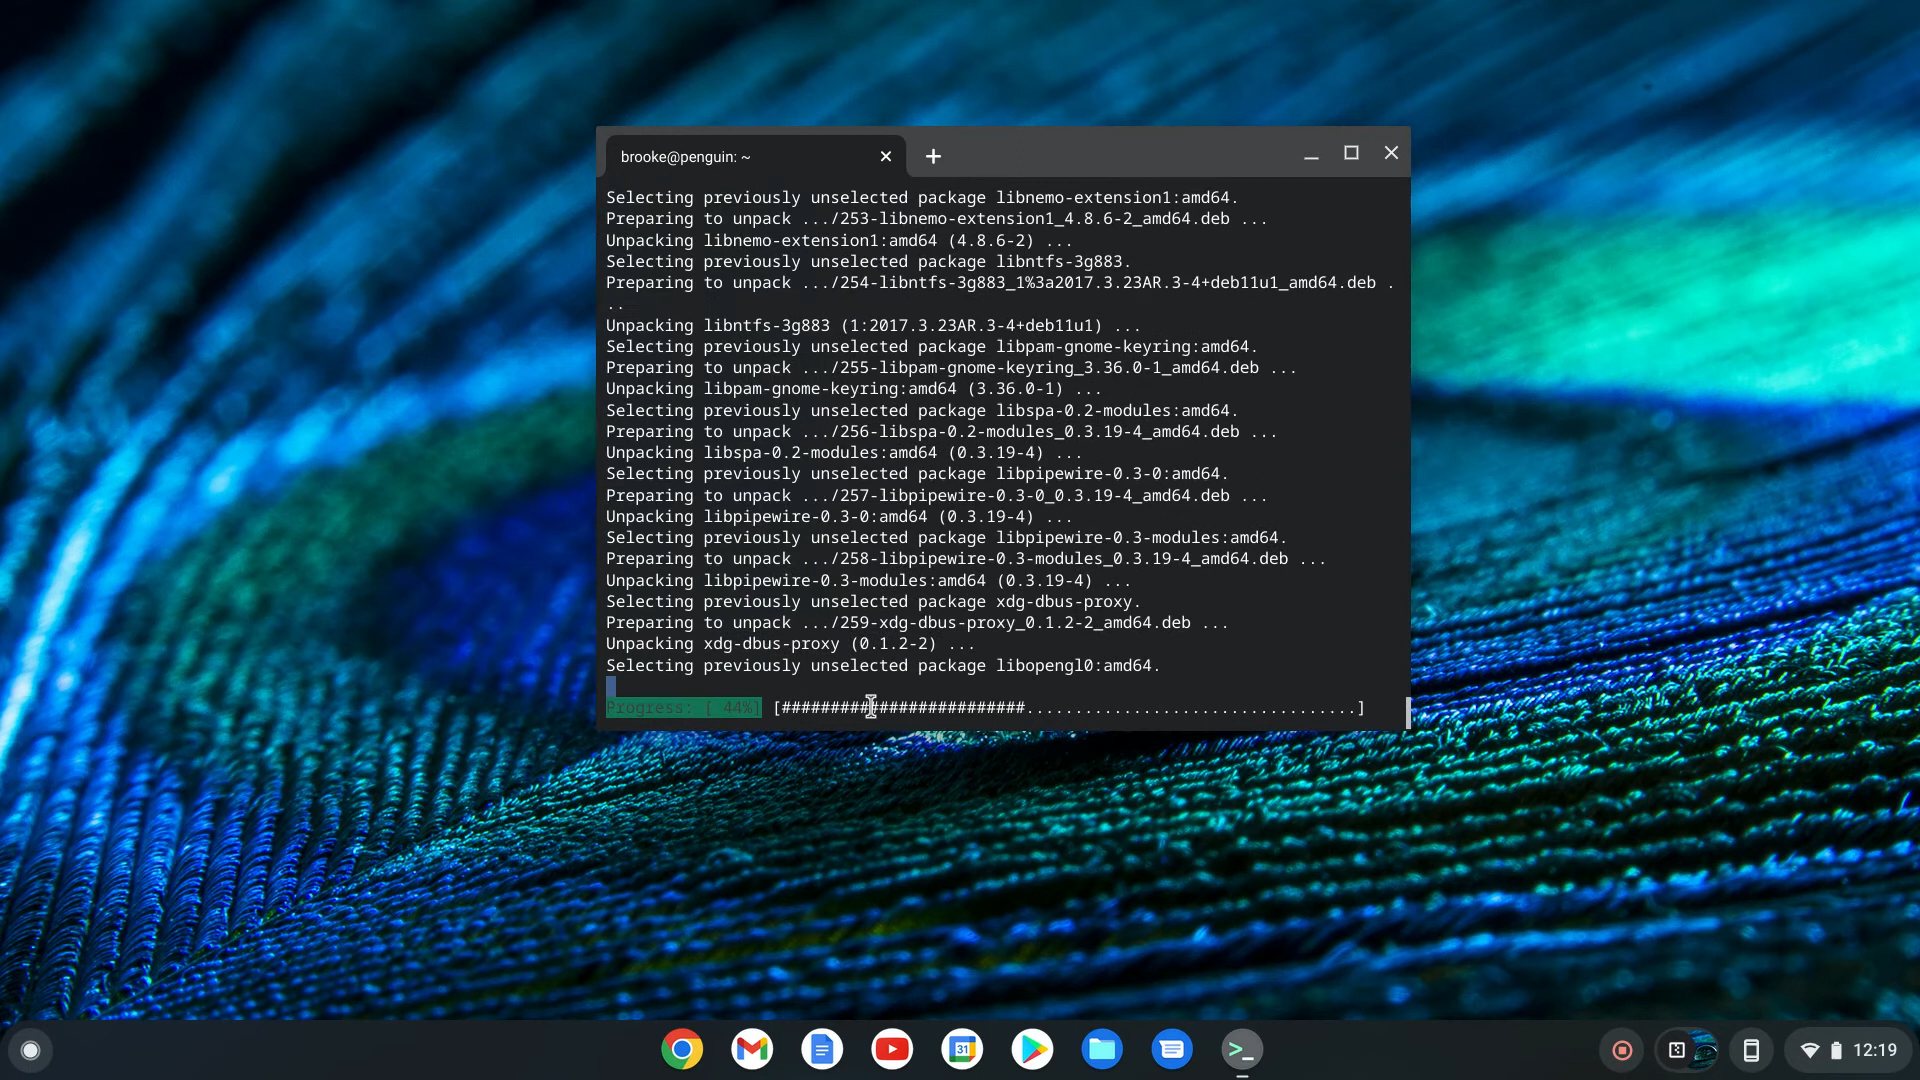 brooke@penguin: ~
Selecting previously unselected package libnemo-extension1:amd64.
Preparing to unpack .../253-libnemo-extension1_4.8.6-2_amd64.deb ...
Unpacking libnemo-extension1:amd64 (4.8.6-2) ...
Selecting previously unselected package libntfs-3g883.
Preparing to unpack .../254-libntfs-3g883_1%3a2017.3.23AR.3-4+deb11u1_amd64.deb .
..
Unpacking libntfs-3g883 (1:2017.3.23AR.3-4+deb11u1) ...
Selecting previously unselected package libpam-gnome-keyring:amd64.
Preparing to unpack .../255-libpam-gnome-keyring_3.36.0-1_amd64.deb ...
Unpacking libpam-gnome-keyring:amd64 (3.36.0-1) ...
Selecting previously unselected package libspa-0.2-modules:amd64.
Preparing to unpack .../256-libspa-0.2-modules_0.3.19-4_amd64.deb ...
Unpacking libspa-0.2-modules:amd64 (0.3.19-4) ...
Selecting previously unselected package libpipewire-0.3-0:amd64.
Preparing to unpack .../257-libpipewire-0.3-0_0.3.19-4_amd64.deb ...
Unpacking libpipewire-0.3-0:amd64 (0.3.19-4) ...
Selecting previously unselected package libpipewire-0.3-modules:amd64.
Preparing to unpack .../258-libpipewire-0.3-modules_0.3.19-4_amd64.deb ...
Unpacking libpipewire-0.3-modules:amd64 (0.3.19-4) ...
Selecting previously unselected package xdg-dbus-proxy.
Preparing to unpack .../259-xdg-dbus-proxy_0.1.2-2_amd64.deb ...
Unpacking xdg-dbus-proxy (0.1.2-2) ...
Selecting previously unselected package libopengl0:amd64.
Progress: [ 44%] [#########################..................................]
31
12:19